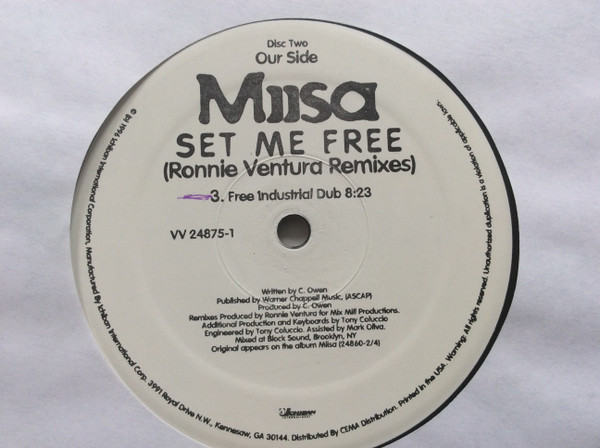 Disc Two
Our Side
Miisa
SET ME FREE
(Ronnie Ventura Remixes)
3. Free Industrial Dub 8:23
VV 24875-1
Written by C. Owen
Published by Warner Chappell Music, (ASCAP)
Produced by C. Owen
Remixes Produced by Ronnie Ventura for Mix Mill Productions.
Additional Production and Keyboards by Tony Coluccio
Engineered by Tony Coluccio. Assisted by Mark Oliva.
Mixed at Block Sound, Brooklyn, NY
Original appears on the album Miisa (24860-2/4)
1996 Ichiban International Corporation. Manufactured By Ichiban International Corp. 3991 Royal Drive N.W., Kennesaw, GA 30144. Distributed By CEMA Distribution. Printed in the USA. Warning: All rights reserved. Unauthorized duplication is a violation of applicable laws.